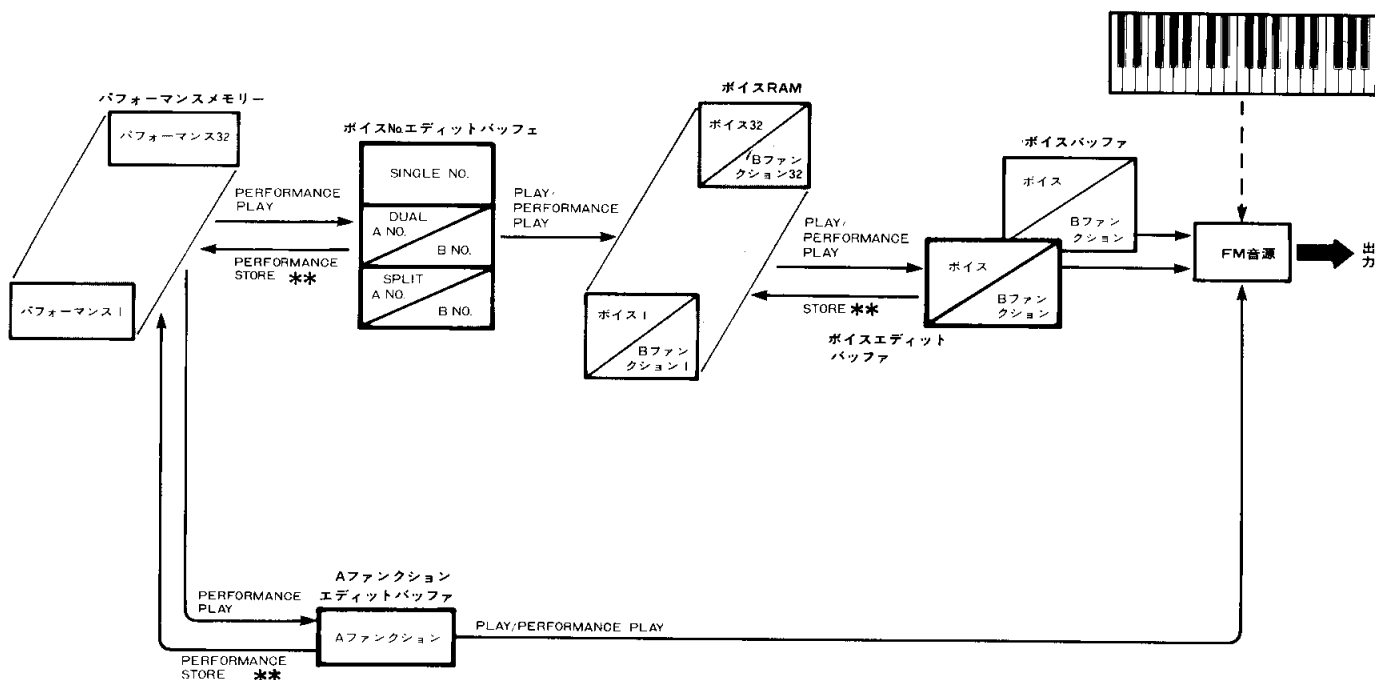 パフォーマンスメモリー
パフォーマンス32
パフォーマンス1
PERFORMANCE
PLAY
PERFORMANCE
STORE **
ボイスNo.エディットバッフェ
SINGLE NO.
DUAL
A NO.
B NO.
SPLIT
A NO.
B NO.
PLAY/
PERFORMANCE
PLAY
ボイスRAM
ボイス32
Bファン
クション32
ボイス1
Bファン
クション1
PLAY/
PERFORMANCE
PLAY
STORE **
ボイスバッファ
ボイス
Bファン
クション
ボイス
Bファン
クション
ボイスエディット
バッファ
FM音源
出力
PERFORMANCE
PLAY
PERFORMANCE
STORE **
Aファンクション
エディットバッファ
Aファンクション
PLAY/PERFORMANCE PLAY